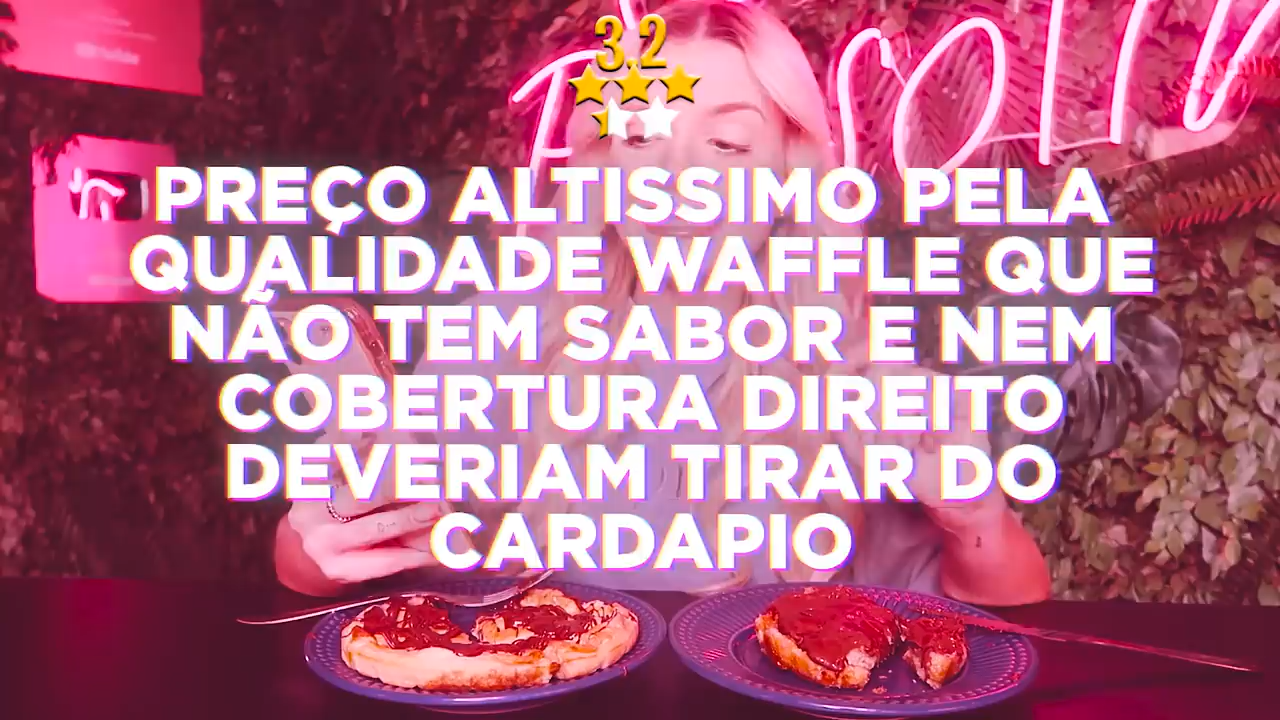 3.2
PREÇO ALTISSIMO PELA
QUALIDADE WAFFLE QUE
NÃO TEM SABOR E NEM
COBERTURA DIREITO
DEVERIAM TIRAR DO
CARDAPIO